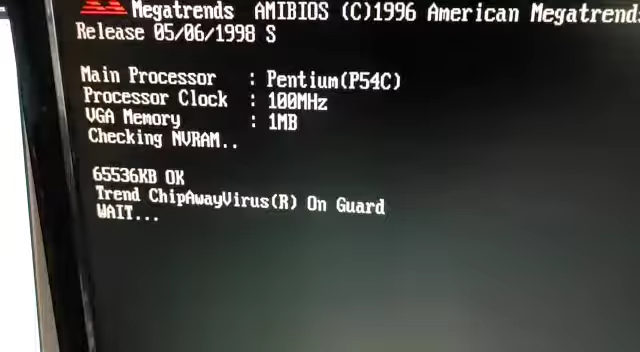 Megatrends AMIBIOS (C)1996 American Megatrends
Release 05/06/1998 S
Main Processor : Pentium(P54C)
Processor Clock : 100MHz
VGA Memory : 1MB
Checking NVRAM..
65536KB OK
Trend ChipAwayVirus(R) On Guard
WAIT...